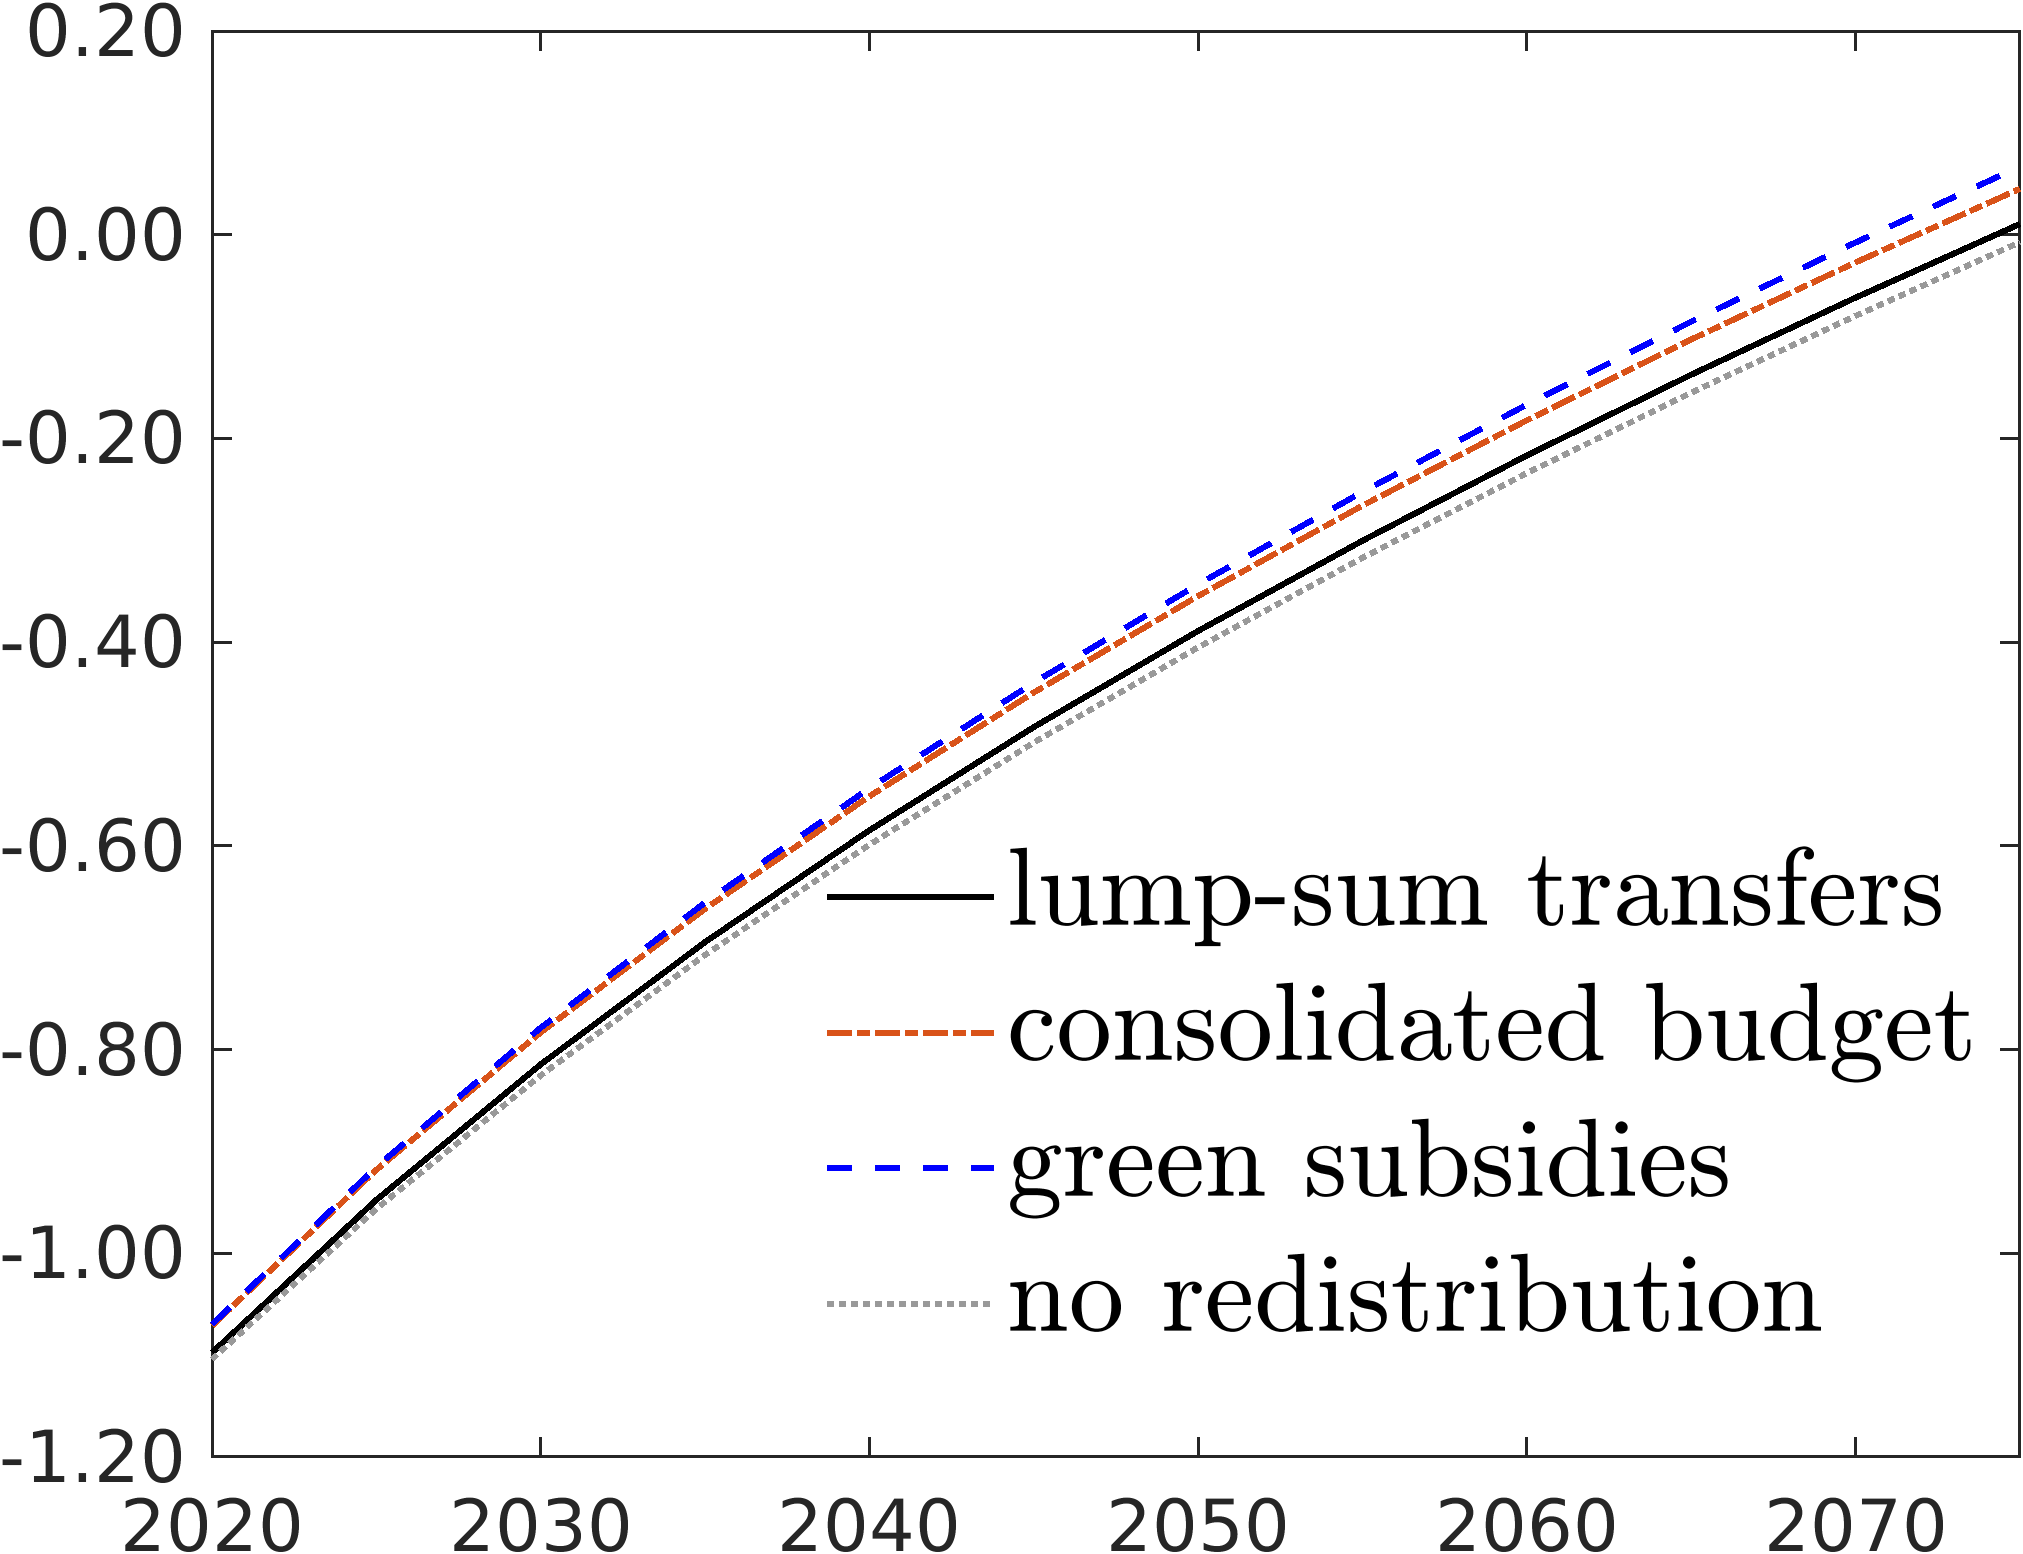 0.20
0.00
-0.20
-0.40
-0.60
-0.80
-1.00
-1.20
lump-sum transfers
consolidated budget
green subsidies
no redistribution
2020 2030 2040 2050 2060 2070